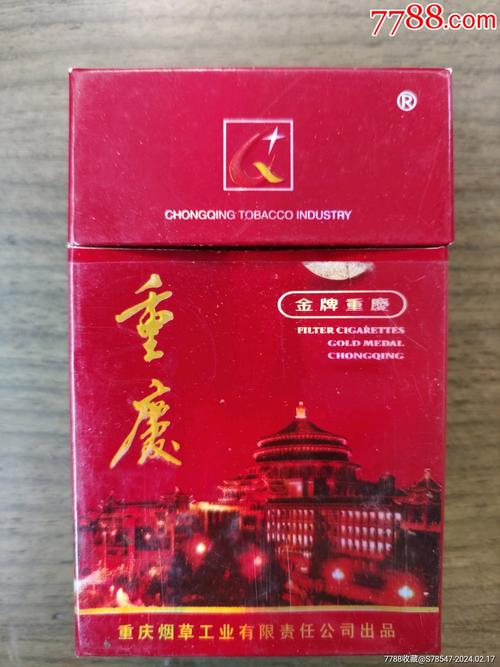 7788.com
®
CHONGQING TOBACCO INDUSTRY
重慶
金牌重慶
FILTER CIGARETTES
GOLD MEDAL
CHONGQING
重庆烟草工业有限责任公司出品
7788收藏@S78547-2024.02.17